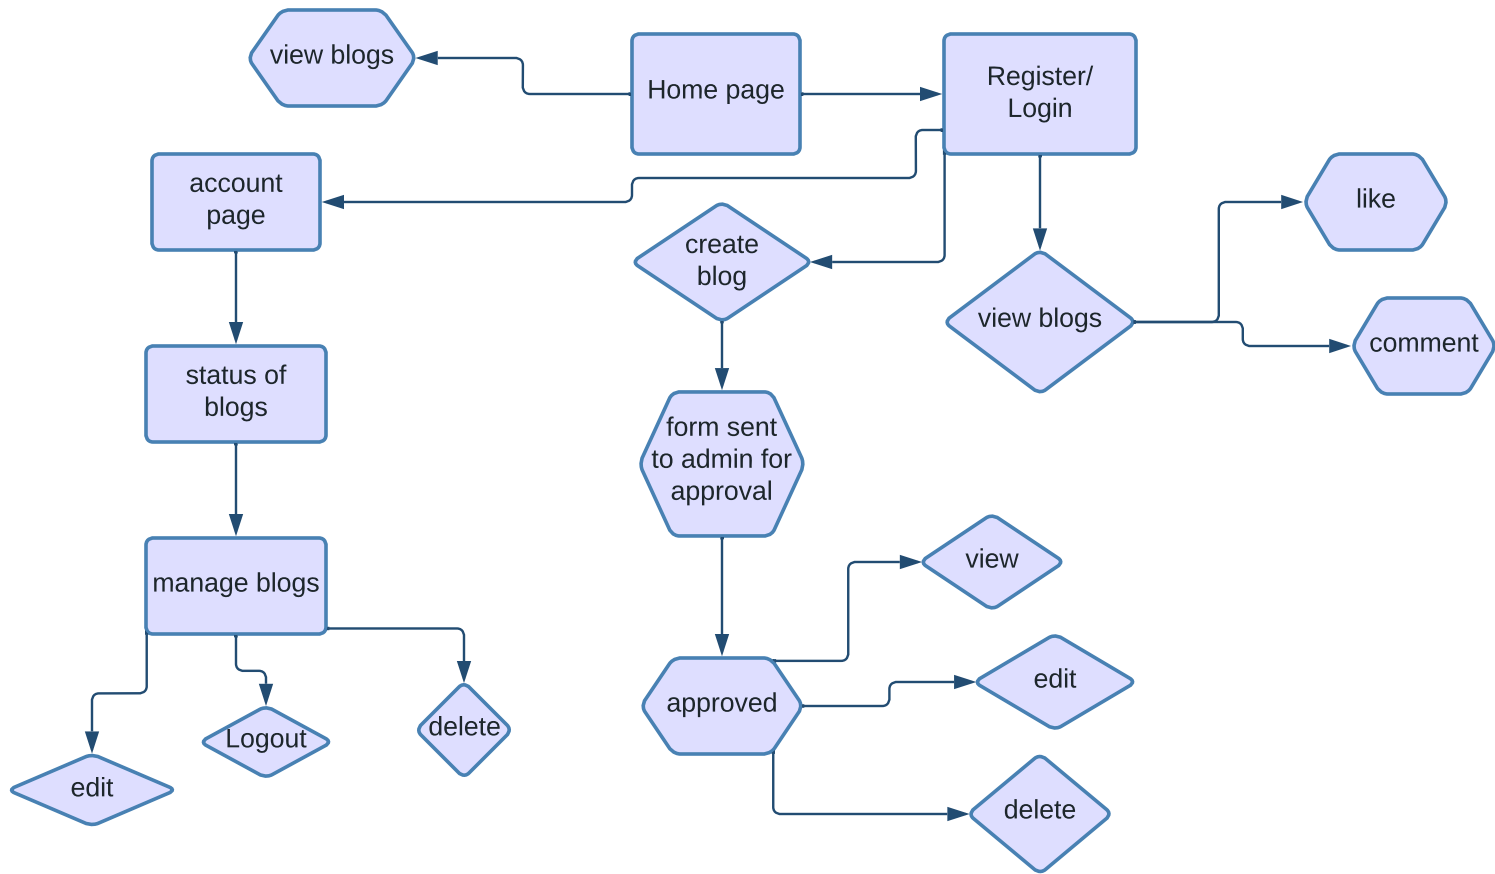 view blogs
Home page
Register/
Login
account
page
like
create
blog
view blogs
comment
status of
blogs
form sent
to admin for
approval
view
manage blogs
edit
approved
Logout
delete
edit
delete